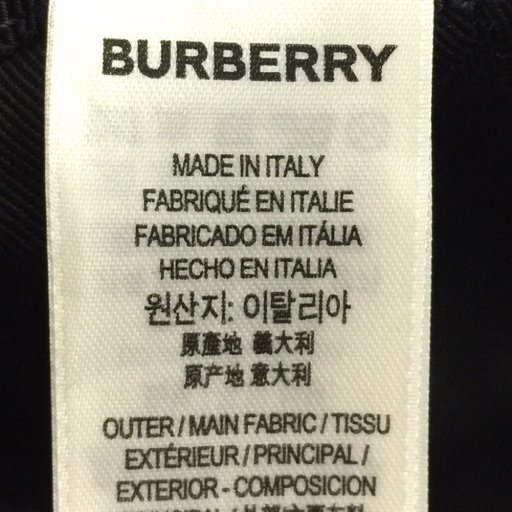 BURBERRY
MADE IN ITALY
FABRIQUÉ EN ITALIE
FABRICADO EM ITÁLIA
HECHO EN ITALIA
원산지: 이탈리아
原產地 義大利
原产地 意大利
OUTER / MAIN FABRIC / TISSU
EXTÉRIEUR / PRINCIPAL /
EXTERIOR - COMPOSICION